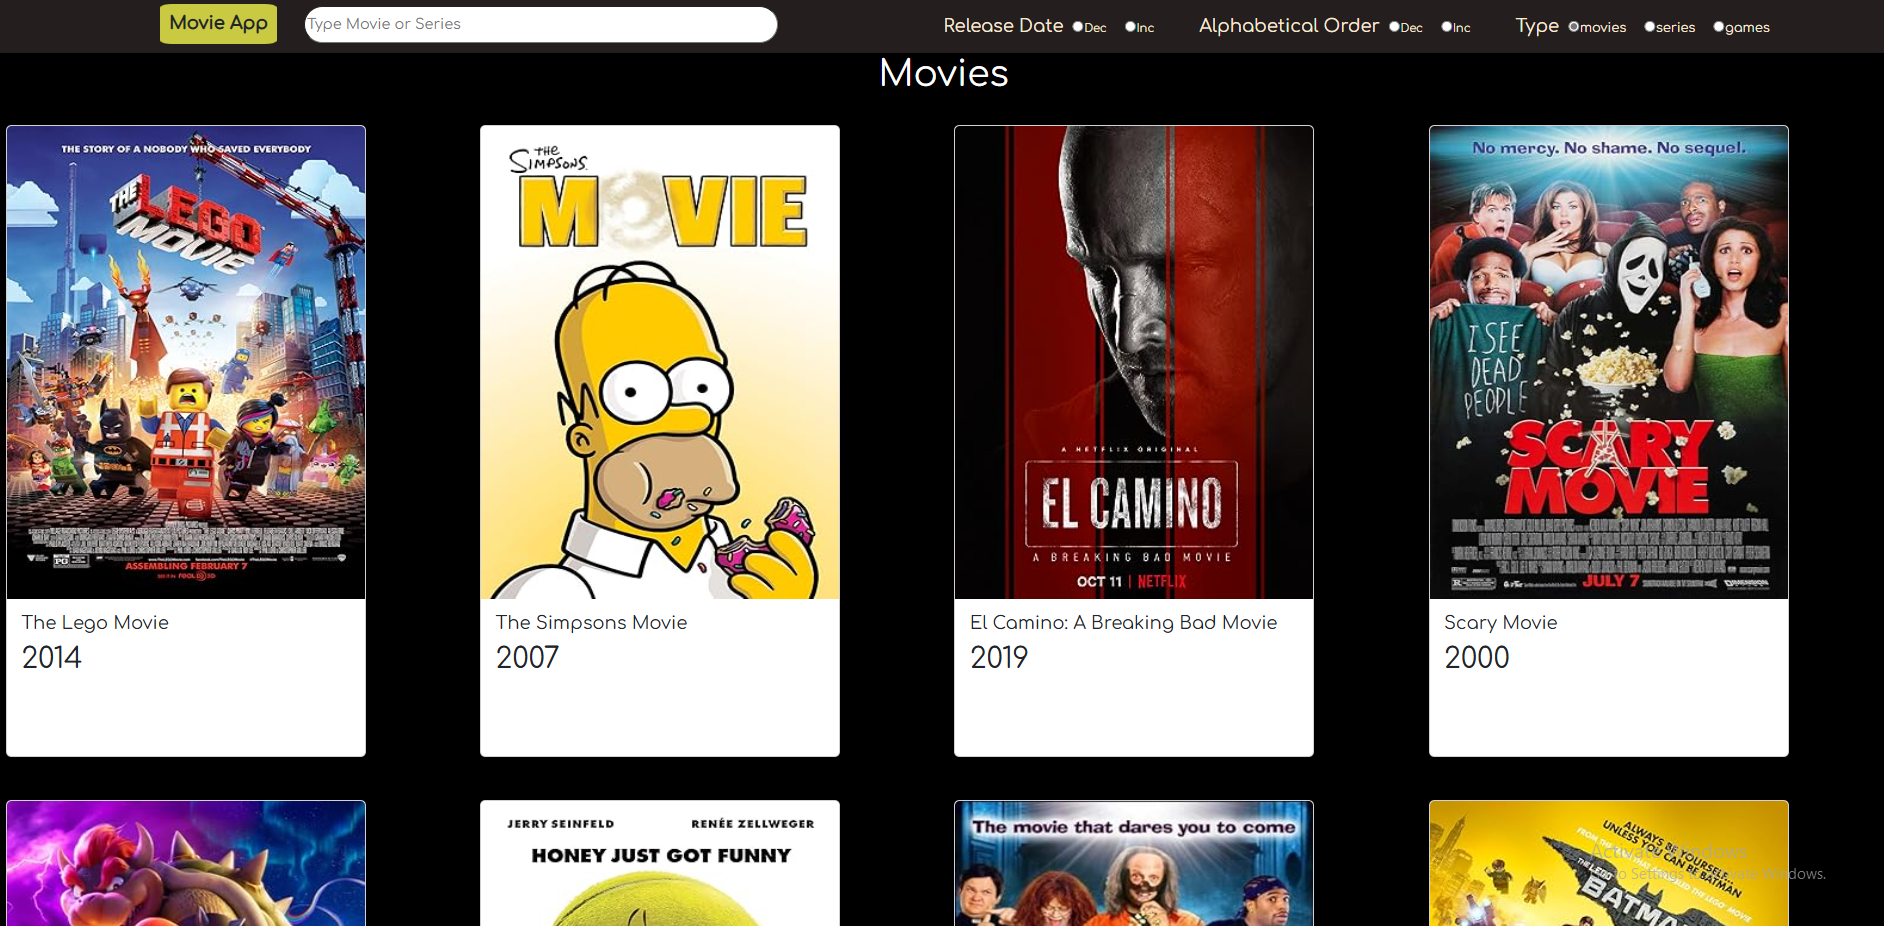 Movie App
Type Movie or Series
Release Date Dec Inc
Alphabetical Order Dec Inc
Type movies series games
Movies
THE STORY OF A NOBODY WHO SAVED EVERYBODY
THE LEGO MOVIE
PG
ASSEMBLING FEBRUARY 7
The Lego Movie
2014
THE SIMPSONS
MOVIE
The Simpsons Movie
2007
A NETFLIX ORIGINAL
EL CAMINO
A BREAKING BAD MOVIE
OCT 11 | NETFLIX
El Camino: A Breaking Bad Movie
2019
No mercy. No shame. No sequel.
I SEE
DEAD
PEOPLE
SCARY
MOVIE
R
JULY 7
DIMENSION
Scary Movie
2000
JERRY SEINFELD RENÉE ZELLWEGER
HONEY JUST GOT FUNNY
The movie that dares you to come
ALWAYS BE YOURSELF...
UNLESS YOU CAN BE BATMAN
Activate Windows
Go to Settings to activate Windows.